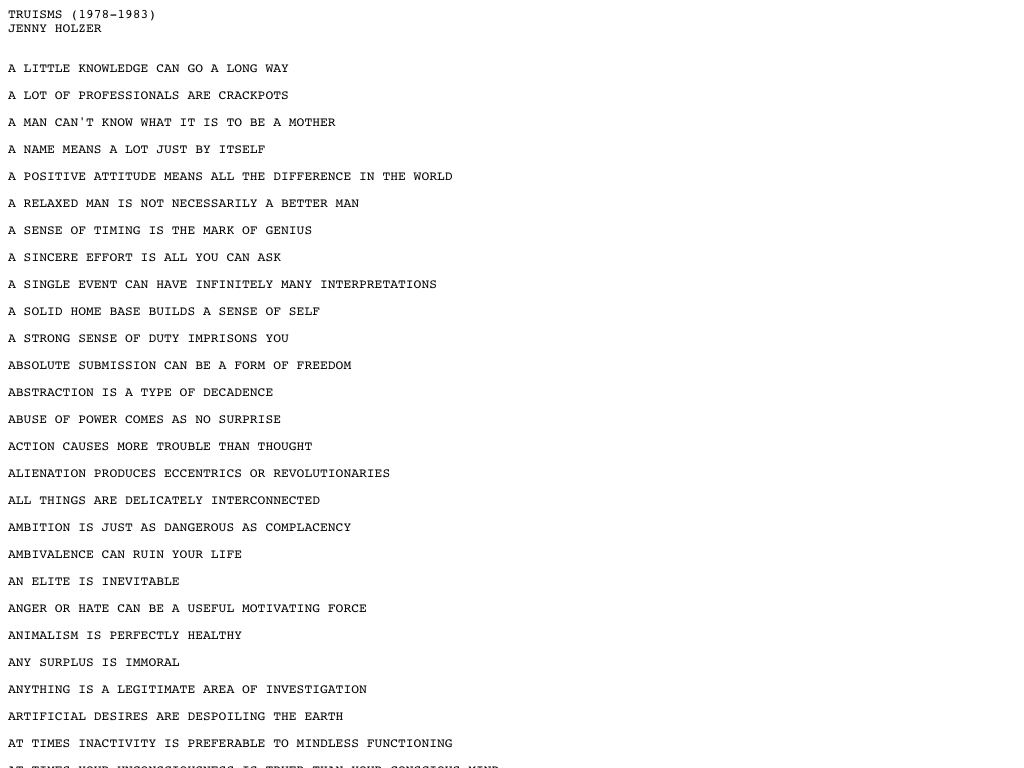 TRUISMS (1978-1983)
JENNY HOLZER
A LITTLE KNOWLEDGE CAN GO A LONG WAY
A LOT OF PROFESSIONALS ARE CRACKPOTS
A MAN CAN'T KNOW WHAT IT IS TO BE A MOTHER
A NAME MEANS A LOT JUST BY ITSELF
A POSITIVE ATTITUDE MEANS ALL THE DIFFERENCE IN THE WORLD
A RELAXED MAN IS NOT NECESSARILY A BETTER MAN
A SENSE OF TIMING IS THE MARK OF GENIUS
A SINCERE EFFORT IS ALL YOU CAN ASK
A SINGLE EVENT CAN HAVE INFINITELY MANY INTERPRETATIONS
A SOLID HOME BASE BUILDS A SENSE OF SELF
A STRONG SENSE OF DUTY IMPRISONS YOU
ABSOLUTE SUBMISSION CAN BE A FORM OF FREEDOM
ABSTRACTION IS A TYPE OF DECADENCE
ABUSE OF POWER COMES AS NO SURPRISE
ACTION CAUSES MORE TROUBLE THAN THOUGHT
ALIENATION PRODUCES ECCENTRICS OR REVOLUTIONARIES
ALL THINGS ARE DELICATELY INTERCONNECTED
AMBITION IS JUST AS DANGEROUS AS COMPLACENCY
AMBIVALENCE CAN RUIN YOUR LIFE
AN ELITE IS INEVITABLE
ANGER OR HATE CAN BE A USEFUL MOTIVATING FORCE
ANIMALISM IS PERFECTLY HEALTHY
ANY SURPLUS IS IMMORAL
ANYTHING IS A LEGITIMATE AREA OF INVESTIGATION
ARTIFICIAL DESIRES ARE DESPOILING THE EARTH
AT TIMES INACTIVITY IS PREFERABLE TO MINDLESS FUNCTIONING